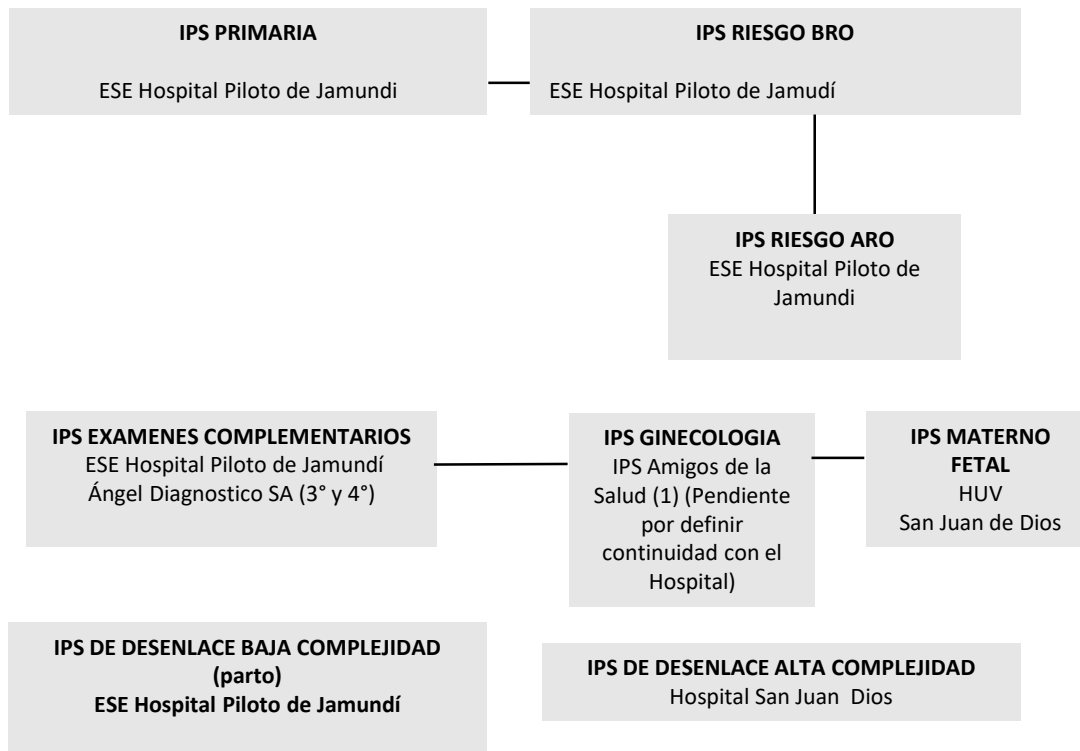 IPS PRIMARIA
ESE Hospital Piloto de Jamundi
IPS RIESGO BRO
ESE Hospital Piloto de Jamudí
IPS RIESGO ARO
ESE Hospital Piloto de
Jamundi
IPS EXAMENES COMPLEMENTARIOS
ESE Hospital Piloto de Jamundí
Ángel Diagnostico SA (3° y 4°)
IPS GINECOLOGIA
IPS Amigos de la
Salud (1) (Pendiente
por definir
continuidad con el
Hospital)
IPS MATERNO
FETAL
HUV
San Juan de Dios
IPS DE DESENLACE BAJA COMPLEJIDAD
(parto)
ESE Hospital Piloto de Jamundí
IPS DE DESENLACE ALTA COMPLEJIDAD
Hospital San Juan  Dios